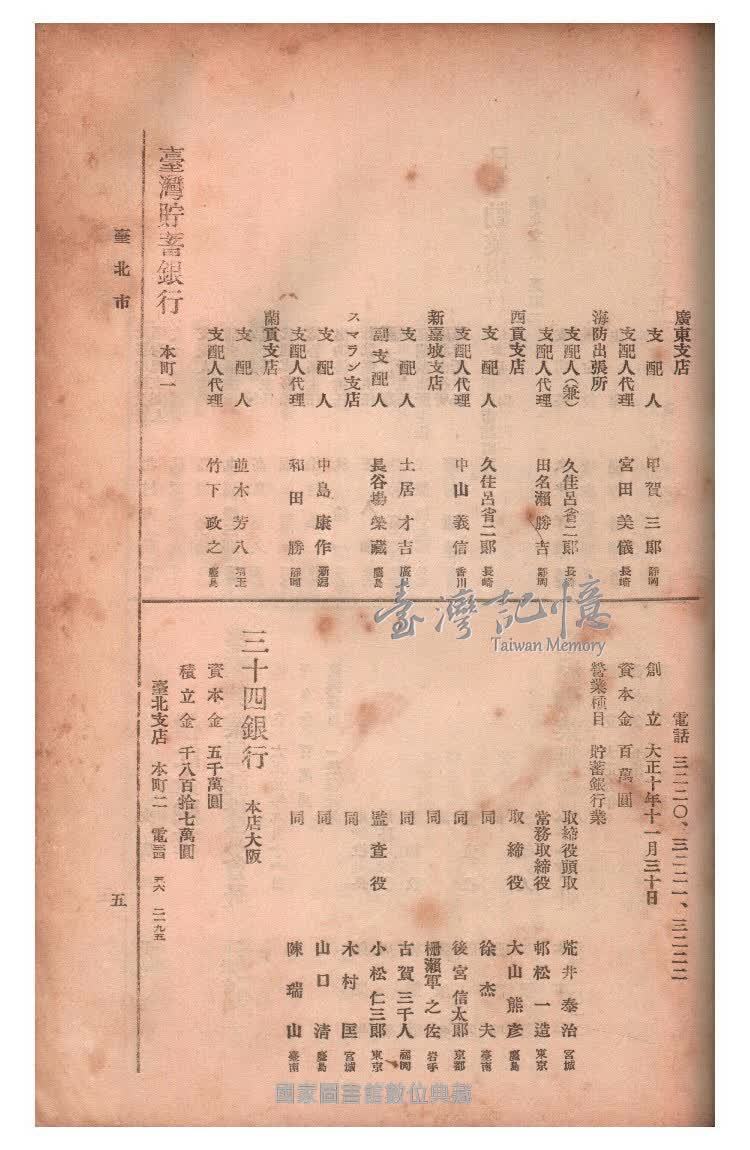 廣東支店
支配人 甲賀三郎 靜岡
支配人代理 宮田美儀 長崎
海防出張所
支配人(兼) 久住呂省二郎 長崎
支配人代理 田名瀨勝吉 靜岡
西貢支店
支配人 久住呂省二郎 長崎
支配人代理 中山義信 香川
新嘉坡支店
支配人 土居才吉 廣島
副支配人 長谷場榮藏 鹿島
スマラン支店
支配人 中島康作 新潟
支配人代理 和田勝 靜岡
蘭貢支店
支配人 並木芳八 埼玉
支配人代理 竹下政之 鹿島
臺灣貯蓄銀行 本町一
電話 三二二〇、三二二一、三二二二
創立 大正十年十一月三十日
資本金 百萬圓
營業種目 貯蓄銀行業
取締役頭取 荒井泰治 宮城
常務取締役 邨松一造 東京
取締役 大山熊彥 鹿島
同 徐杰夫 臺南
同 後宮信太郎 京都
同 柵瀨軍之佐 岩手
同 古賀三千人 福岡
監查役 小松仁三郎 東京
同 木村匡 宮城
同 山口清 鹿島
同 陳瑞山 臺南
三十四銀行 本店大阪
資本金 五千萬圓
積立金 千八百拾七萬圓
臺北支店 本町二 電話 五六 二一九五
臺北市
五
臺灣記憶
Taiwan Memory
國家圖書館數位典藏